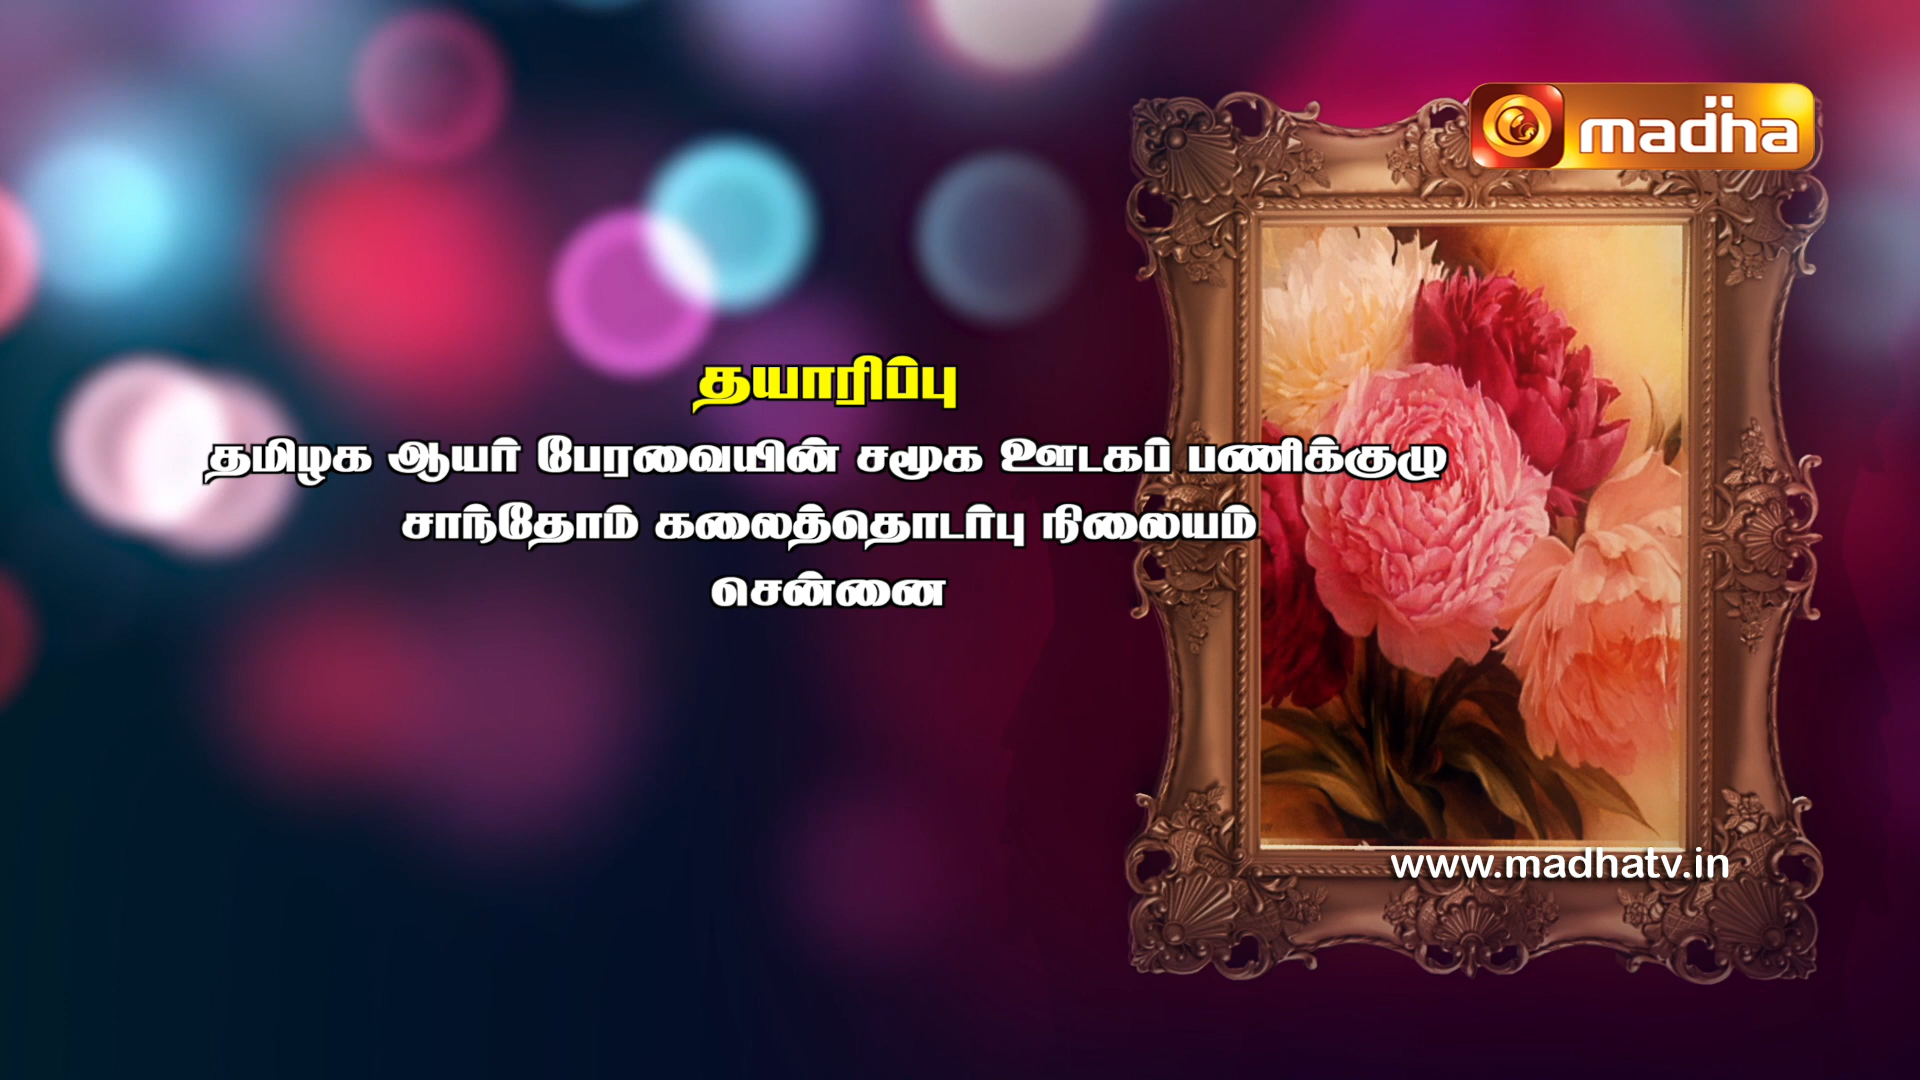 madha
தயாரிப்பு
தமிழக ஆயர் பேரவையின் சமூக ஊடகப் பணிக்குழு
சாந்தோம் கலைத்தொடர்பு நிலையம்
சென்னை
www.madhatv.in